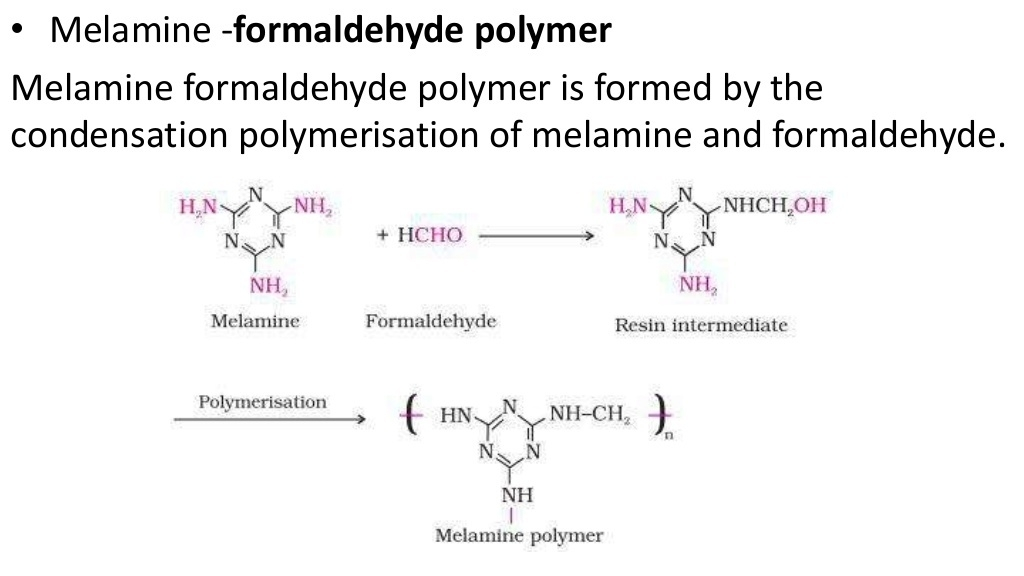 • Melamine -formaldehyde polymer
Melamine formaldehyde polymer is formed by the
condensation polymerisation of melamine and formaldehyde.
H₂N N NH₂
N N
NH₂
+ HCHO
H₂N N NHCH₂OH
N N
NH₂
Melamine Formaldehyde Resin intermediate
Polymerisation
( HN N NH–CH₂ )n
N N
NH
Melamine polymer